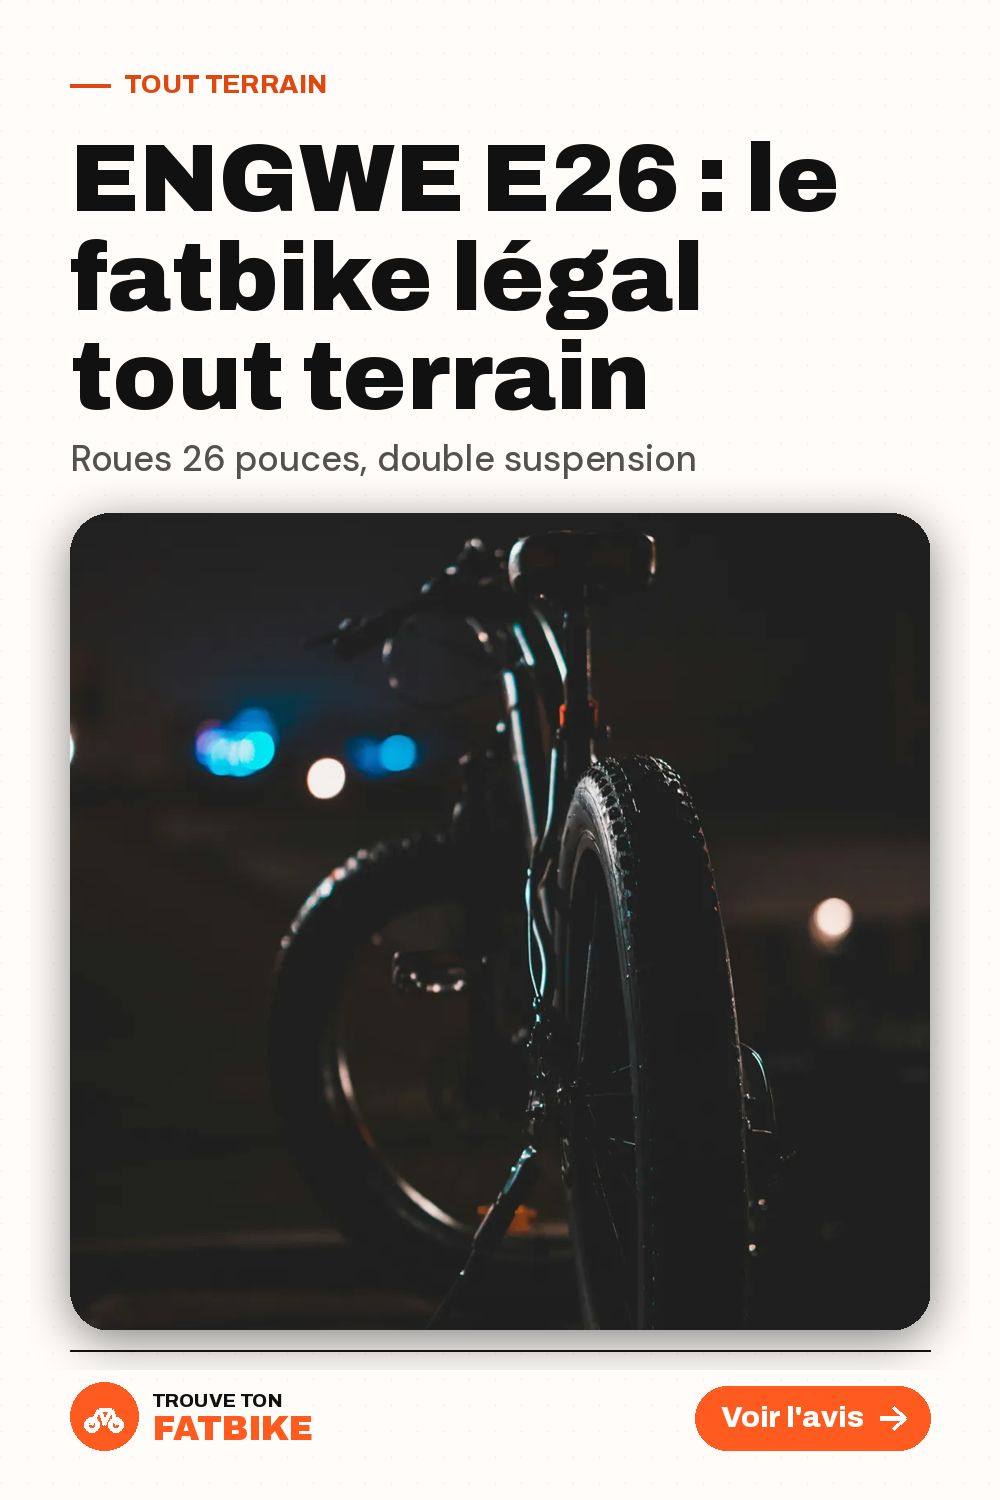 TOUT TERRAIN
ENGWE E26 : le
fatbike légal
tout terrain
Roues 26 pouces, double suspension
TROUVE TON
FATBIKE
Voir l'avis